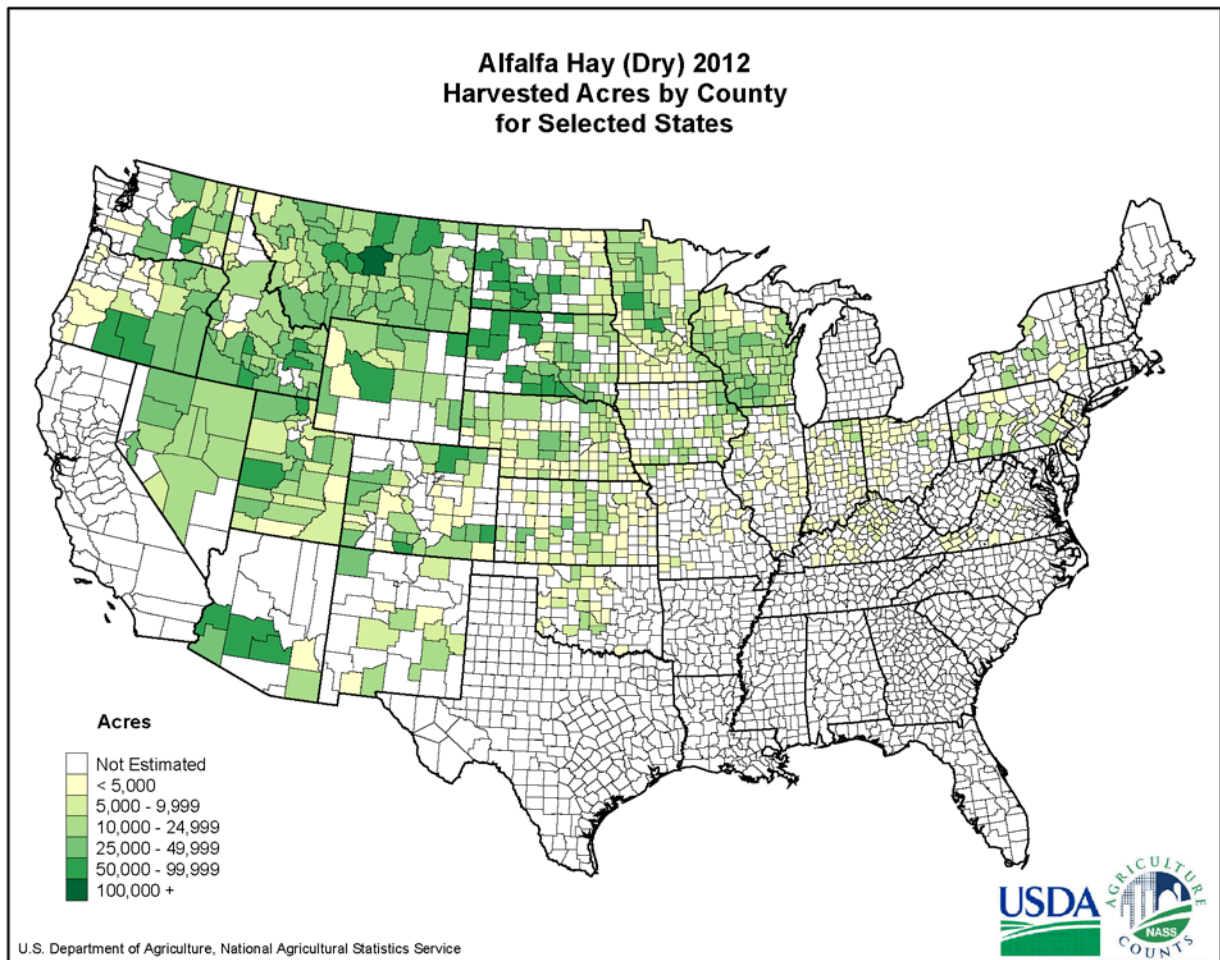 Alfalfa Hay (Dry) 2012
Harvested Acres by County
for Selected States
Acres
Not Estimated
< 5,000
5,000 - 9,999
10,000 - 24,999
25,000 - 49,999
50,000 - 99,999
100,000 +
USDA
AGRICULTURE
NASS
COUNTS
U.S. Department of Agriculture, National Agricultural Statistics Service